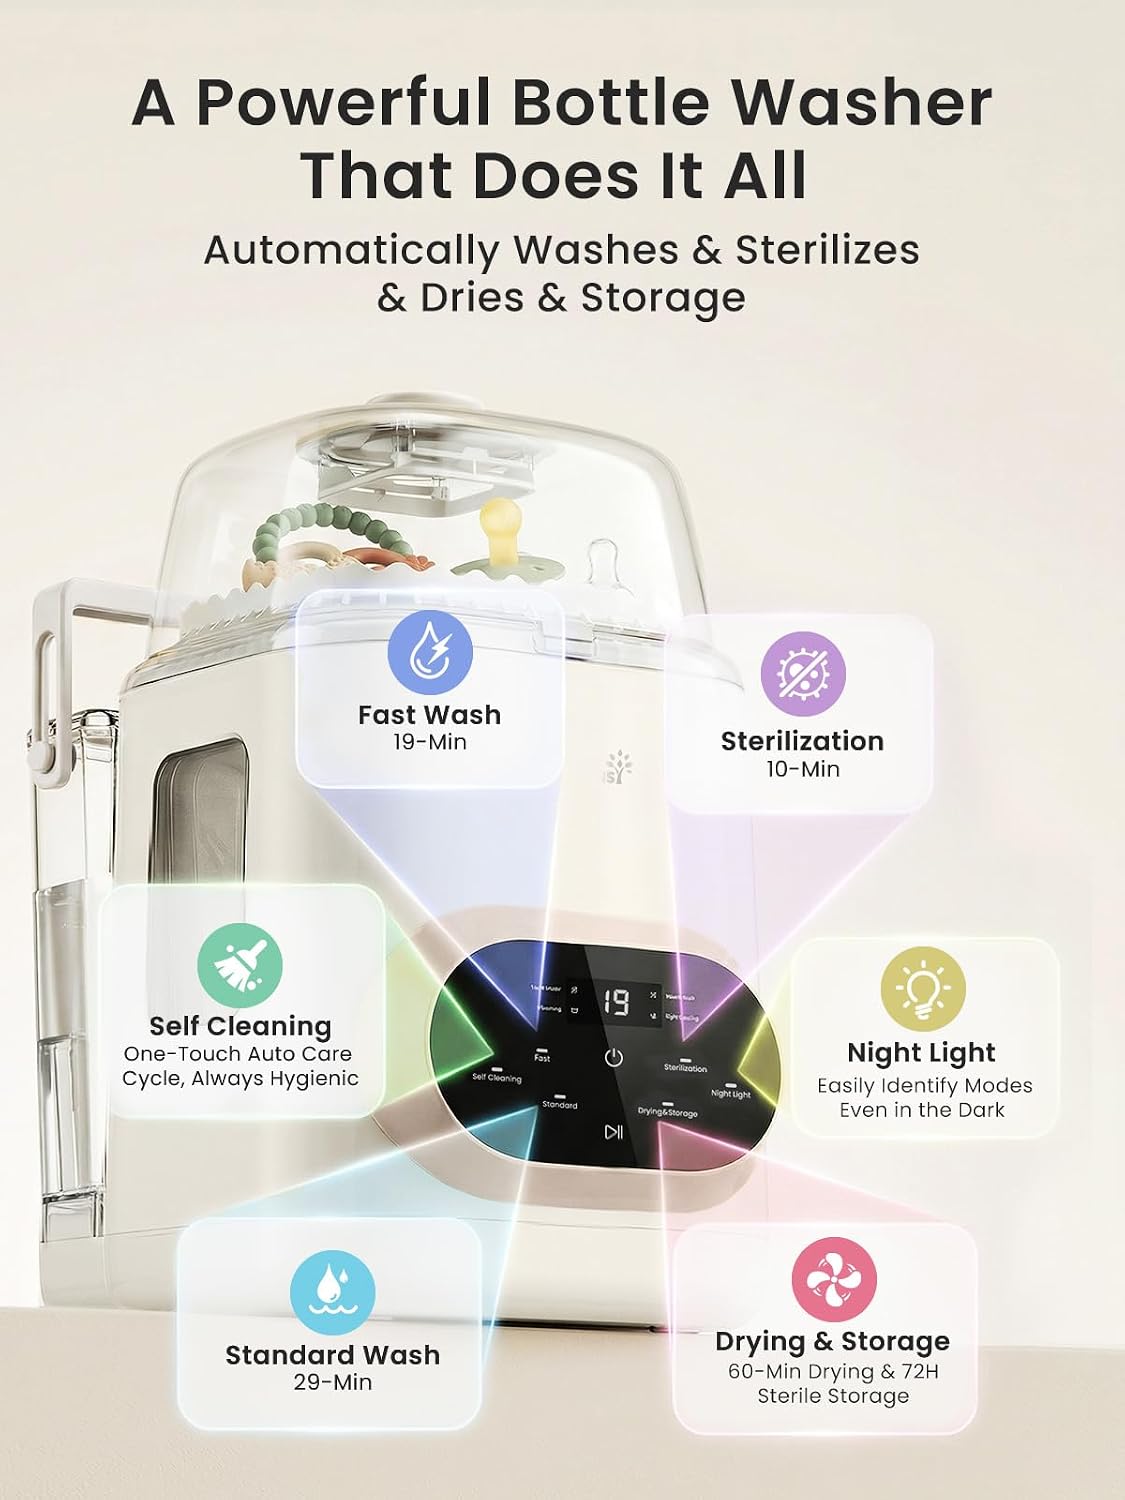 A Powerful Bottle Washer
That Does It All
Automatically Washes & Sterilizes
& Dries & Storage
Fast Wash
19-Min
Sterilization
10-Min
Self Cleaning
One-Touch Auto Care
Cycle, Always Hygienic
Night Light
Easily Identify Modes
Even in the Dark
19
Fast
Sterilization
Self Cleaning
Night Light
Standard
Drying&Storage
Standard Wash
29-Min
Drying & Storage
60-Min Drying & 72H
Sterile Storage